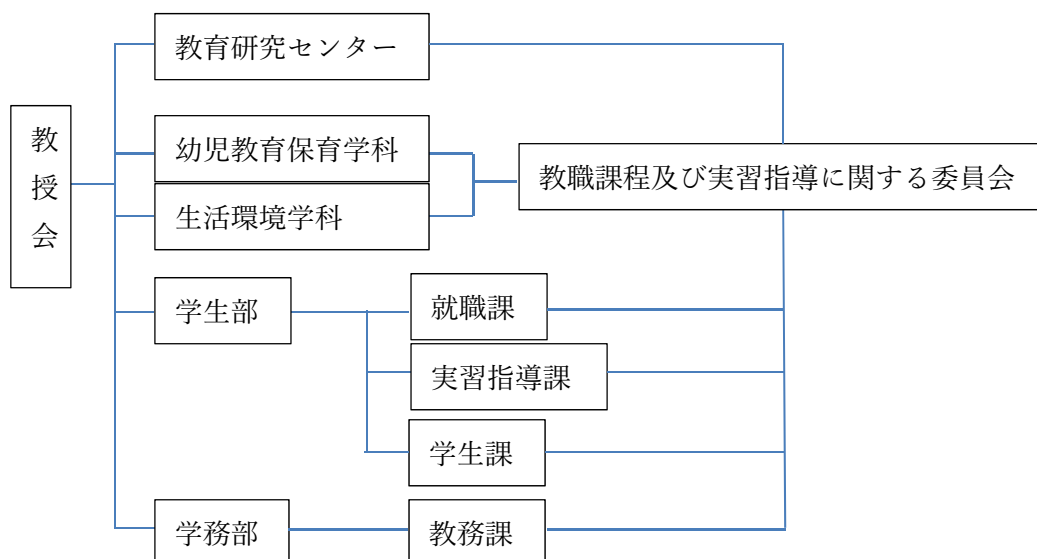 教育研究センター
教授会
幼児教育保育学科
教職課程及び実習指導に関する委員会
生活環境学科
学生部
就職課
実習指導課
学生課
学務部
教務課